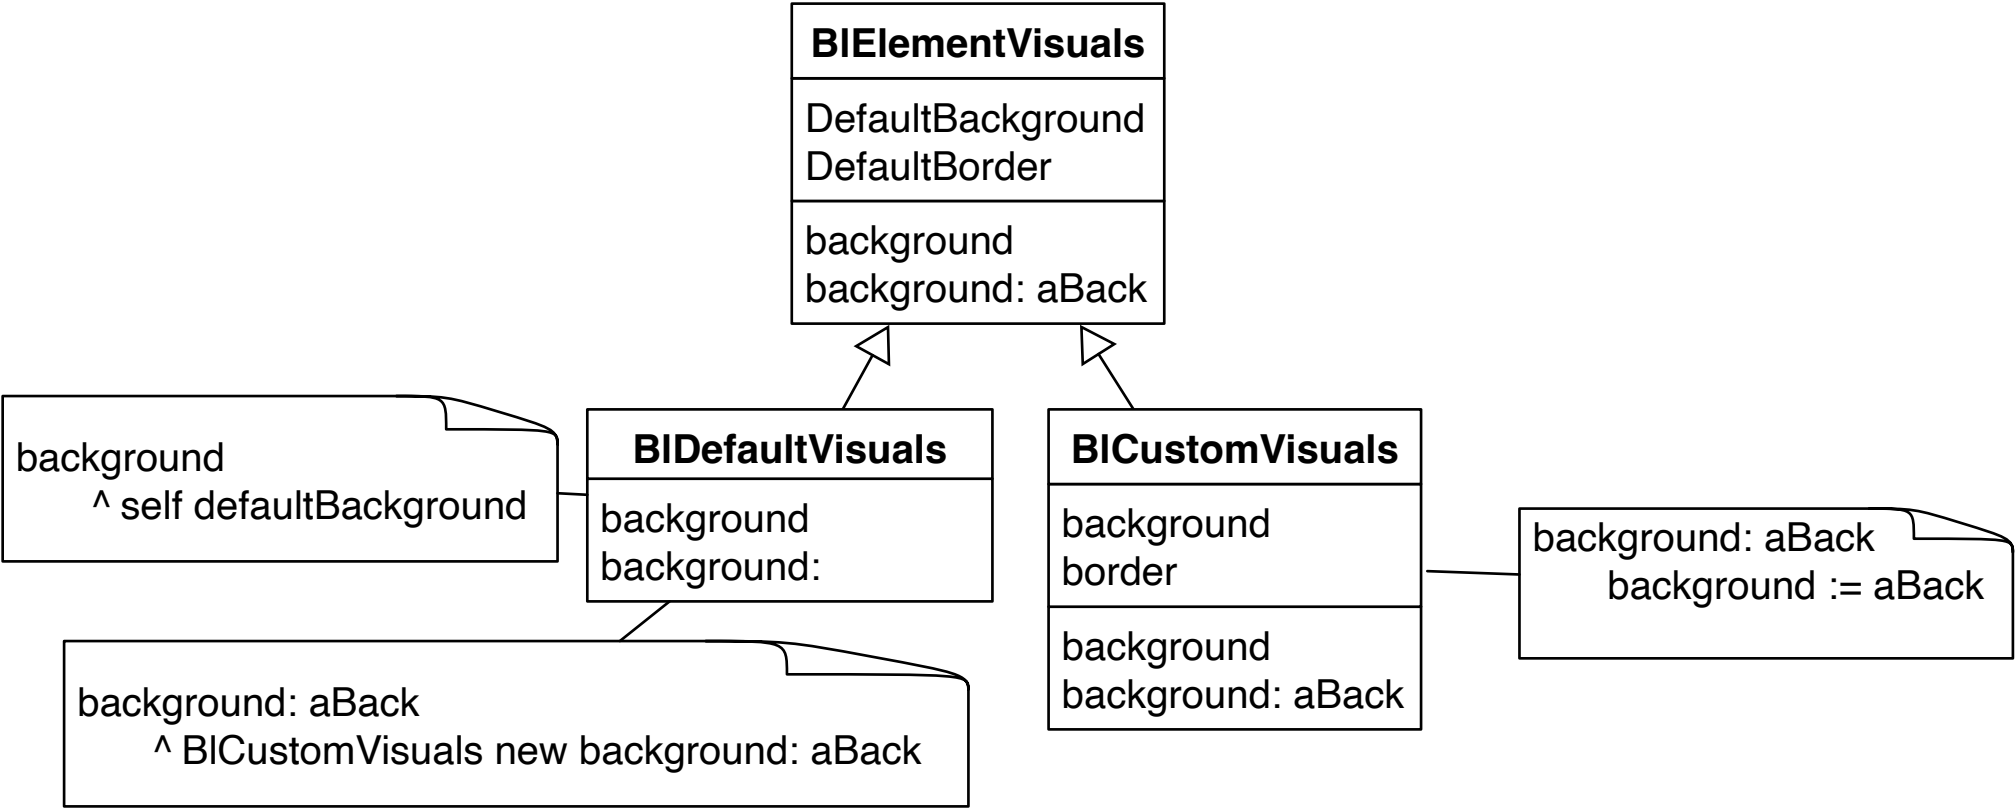 BlElementVisuals
DefaultBackground
DefaultBorder
background
background: aBack
background
^ self defaultBackground
BlDefaultVisuals
background
background:
background: aBack
^ BlCustomVisuals new background: aBack
BlCustomVisuals
background
border
background
background: aBack
background: aBack
background := aBack